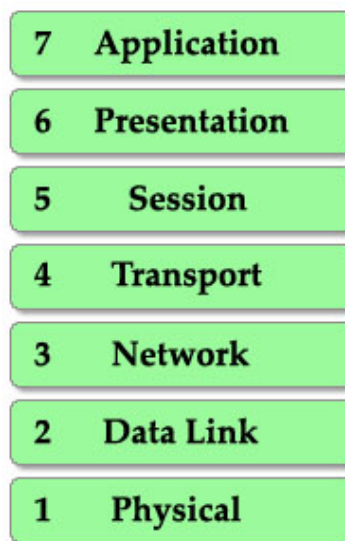 7 Application
6 Presentation
5 Session
4 Transport
3 Network
2 Data Link
1 Physical